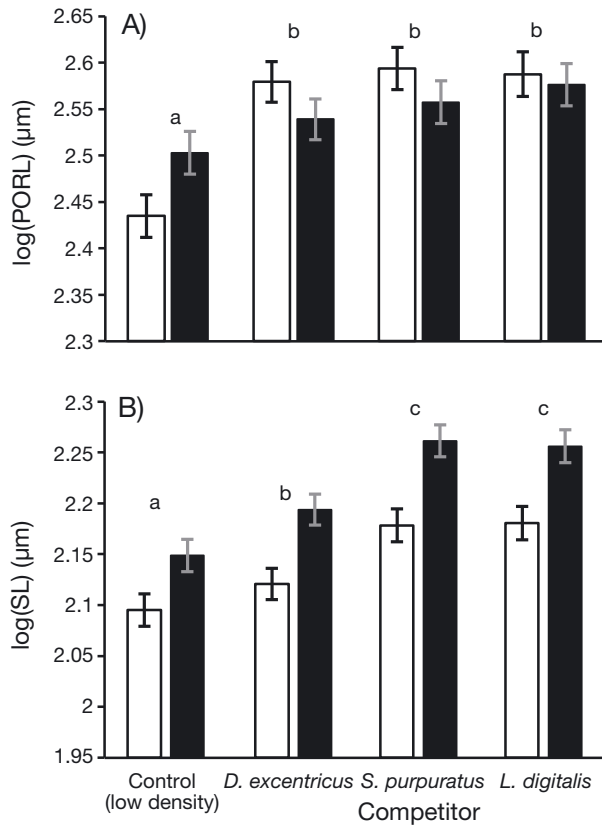 A)
log(PORL) (µm)
2.65
2.6
2.55
2.5
2.45
2.4
2.35
2.3
a
b
b
b
B)
log(SL) (µm)
2.3
2.25
2.2
2.15
2.1
2.05
2
1.95
a
b
c
c
Control
(low density)
D. excentricus
S. purpuratus
L. digitalis
Competitor